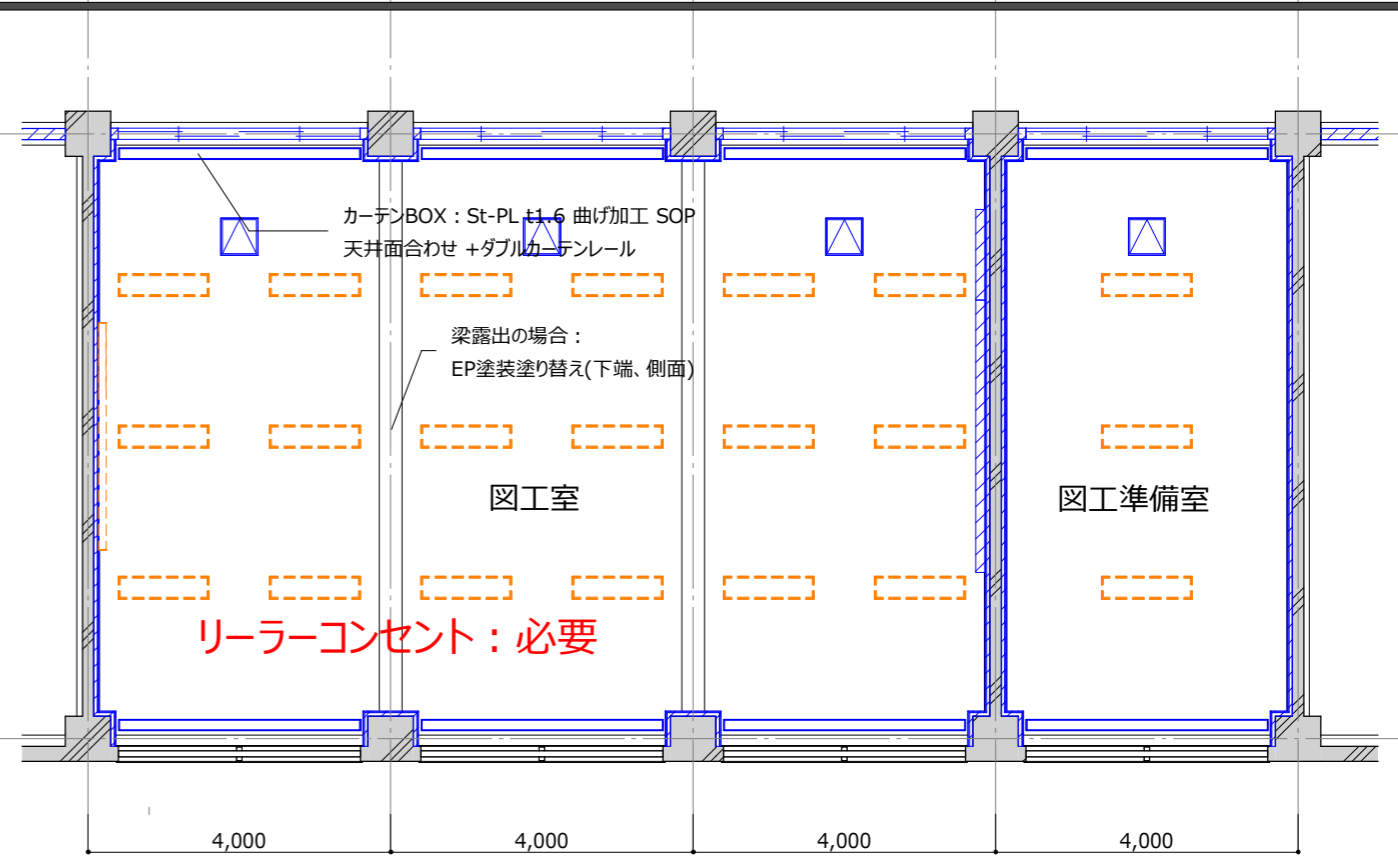 カーテンBOX：St-PL t1.6 曲げ加工 SOP
天井面合わせ +ダブルカーテンレール
梁露出の場合：
EP塗装塗り替え(下端、側面)
図工室
図工準備室
リーラーコンセント：必要
4,000
4,000
4,000
4,000